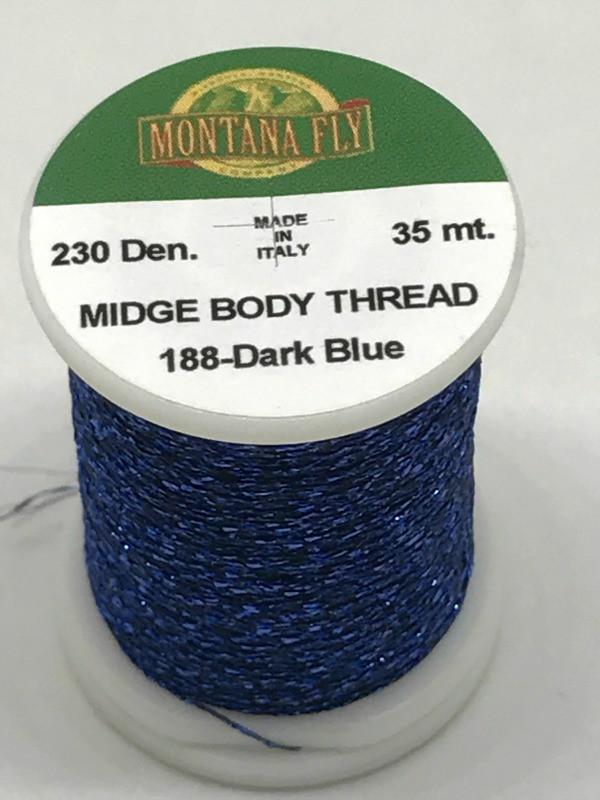 MONTANA FLY
230 Den.
MADE
IN
ITALY
35 mt.
MIDGE BODY THREAD
188-Dark Blue